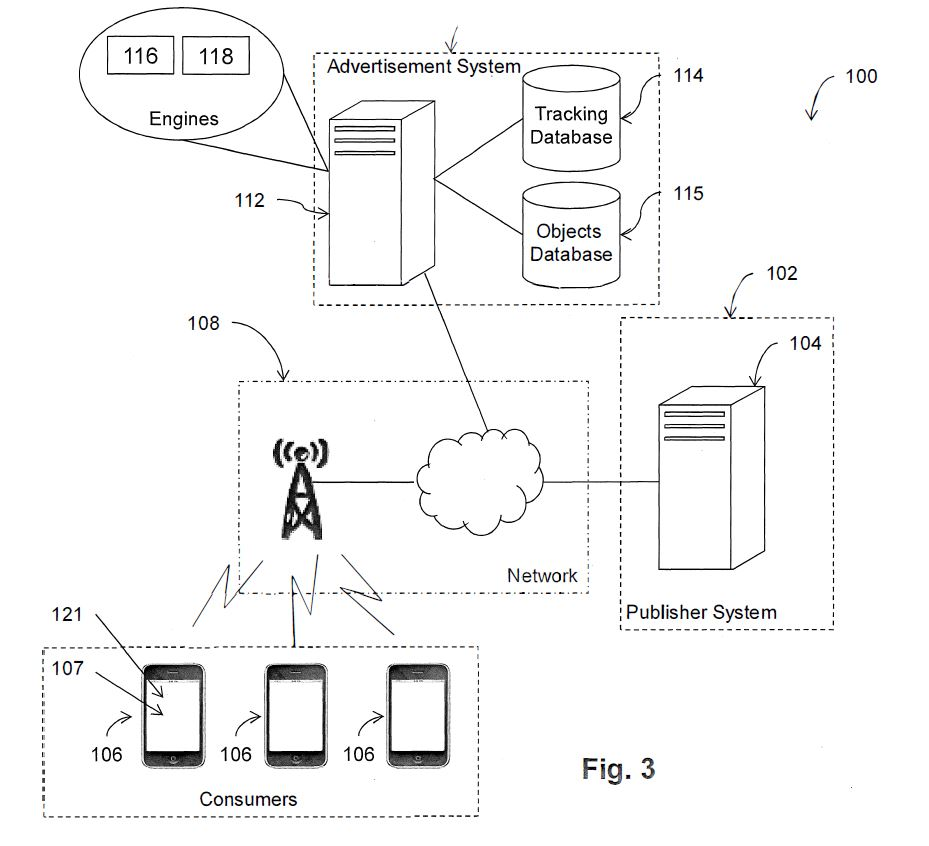 116 118
Engines
Advertisement System
Tracking
Database
114
100
112
Objects
Database
115
102
108
104
Network
Publisher System
121
107
106 106 106
Consumers
Fig. 3